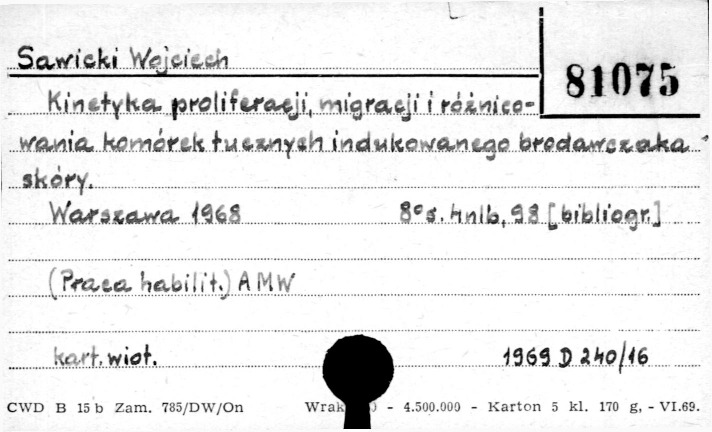 Sawicki Wojciech
81075
Kinetyka proliferacji, migracji i różnico-
wania komórek tucznych indukowanego brodawczaka
skóry.
Warszawa 1968 8° s. 4nlb, 98 [bibliogr.]
(Praca habilit.) AMW
kart. wiot. 1969 D 240/16
CWD B 15 b Zam. 785/DW/On - 4.500.000 - Karton 5 kl. 170 g, - VI.69.